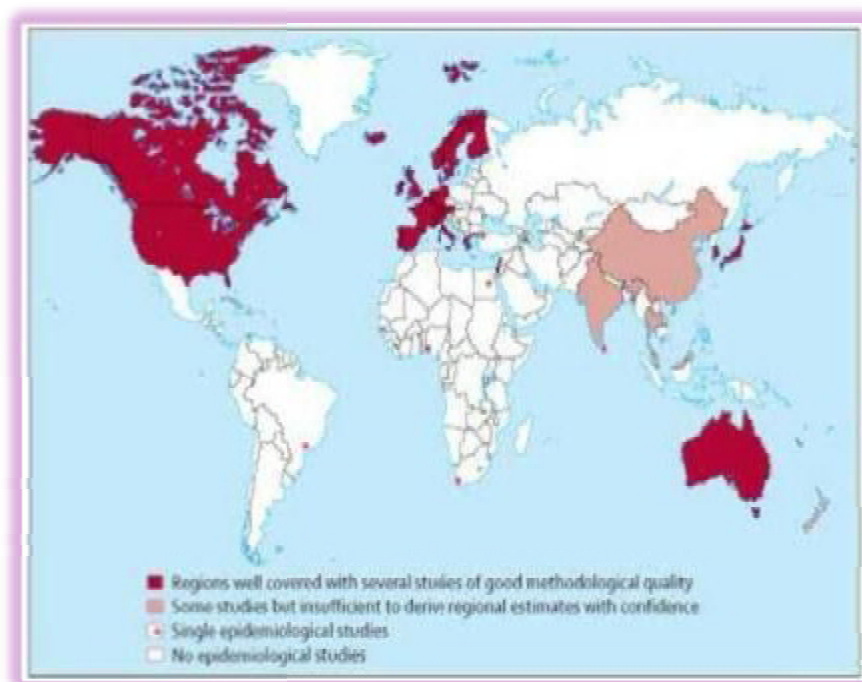 Regions well covered with several studies of good methodological quality
Some studies but insufficient to derive regional estimates with confidence
Single epidemiological studies
No epidemiological studies